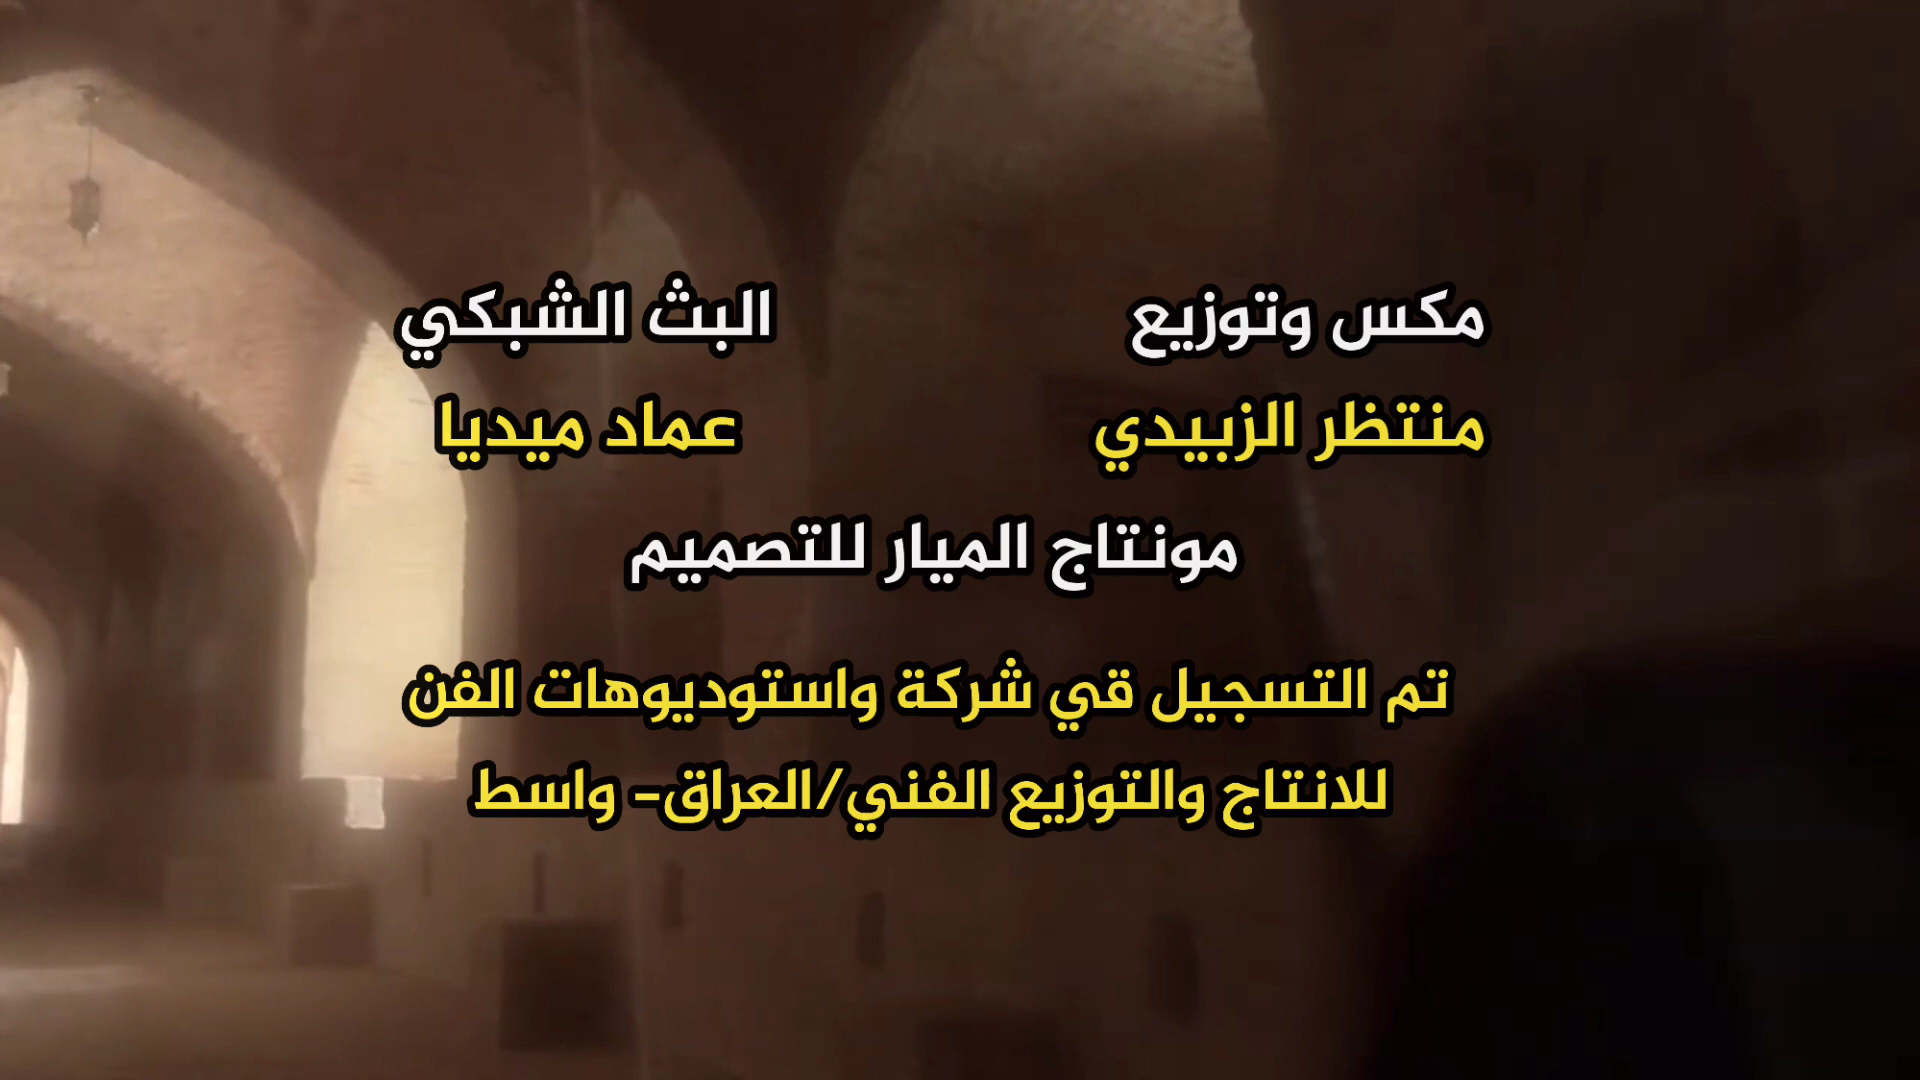 مكس وتوزيع
البث الشبكي
منتظر الزبيدي
عماد ميديا
مونتاج الميار للتصميم
تم التسجيل قي شركة واستوديوهات الفن
للانتاج والتوزيع الفني/العراق- واسط